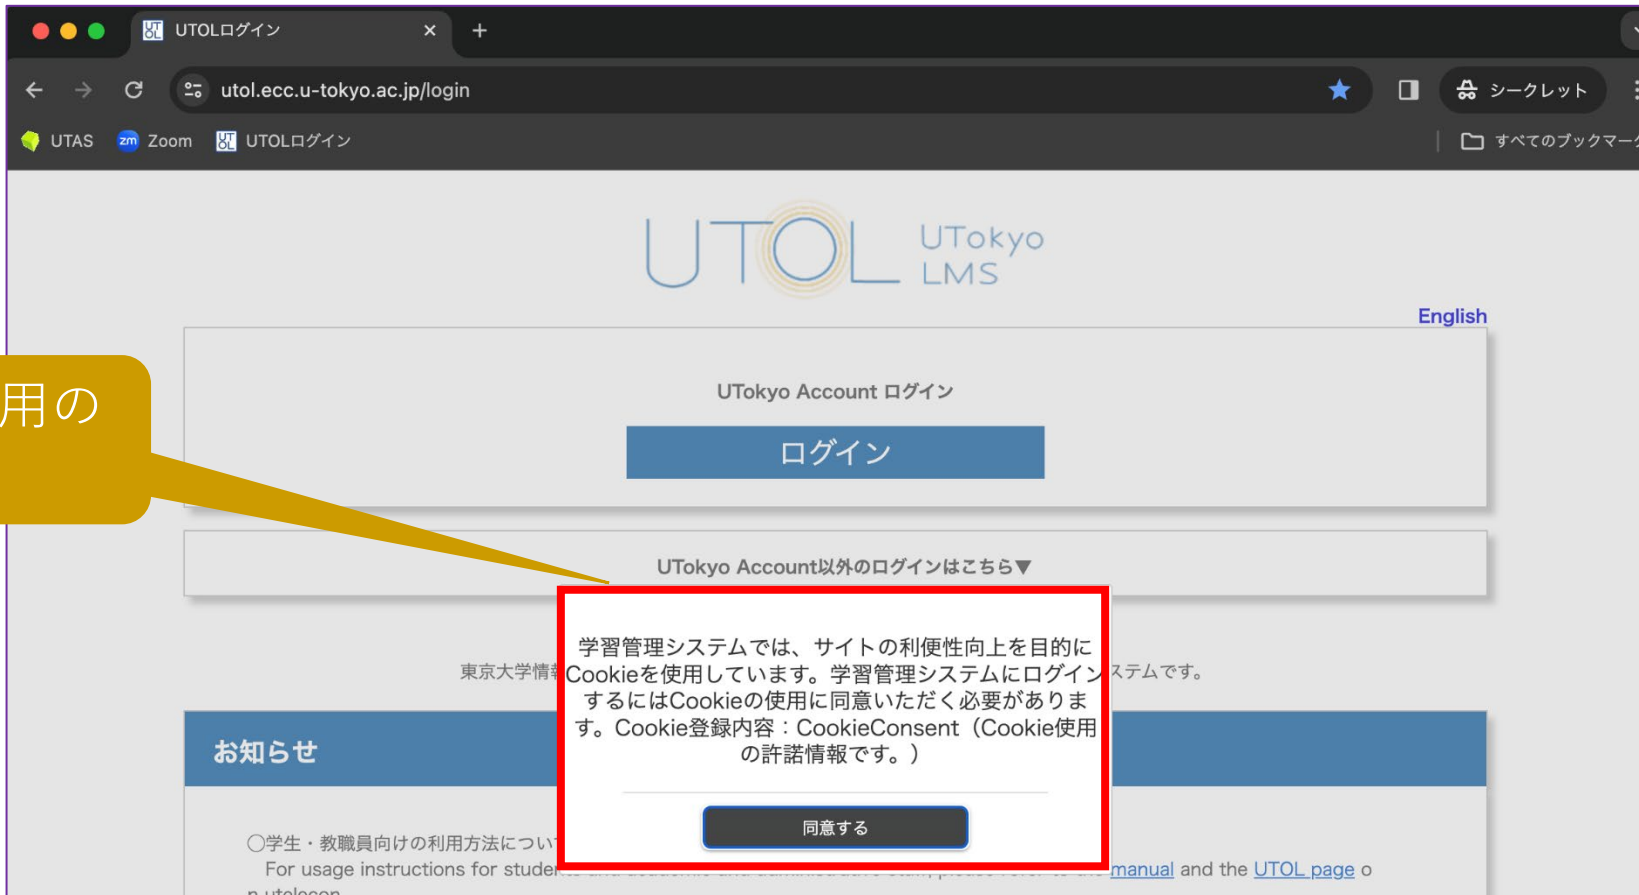 UTOLログイン
utol.ecc.u-tokyo.ac.jp/login
シークレット
UTAS
zm
Zoom
UTOLログイン
すべてのブックマーク
UTOL
UTokyo
LMS
English
用の
UTokyo Account ログイン
ログイン
UTokyo Account以外のログインはこちら▼
東京大学情
ステムです。
学習管理システムでは、サイトの利便性向上を目的に
Cookieを使用しています。学習管理システムにログイン
するにはCookieの使用に同意いただく必要がありま
す。Cookie登録内容：CookieConsent（Cookie使用
の許諾情報です。）
同意する
お知らせ
○学生・教職員向けの利用方法につい
For usage instructions for studen
manual and the UTOL page o
n utelecon